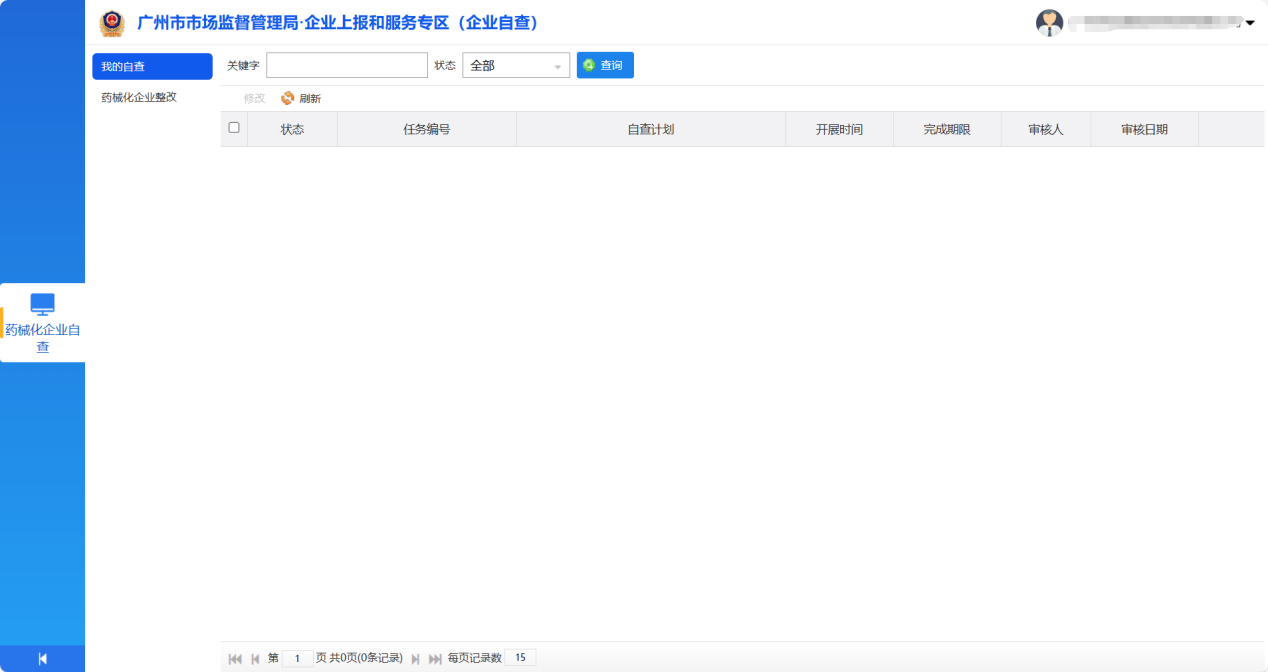 广州市市场监督管理局·企业上报和服务专区（企业自查）
我的自查
药械化企业整改
药械化企业自
查
关键字 状态 全部 查询
修改 刷新
状态 任务编号 自查计划 开展时间 完成期限 审核人 审核日期
第 1 页 共0页(0条记录) 每页记录数 15